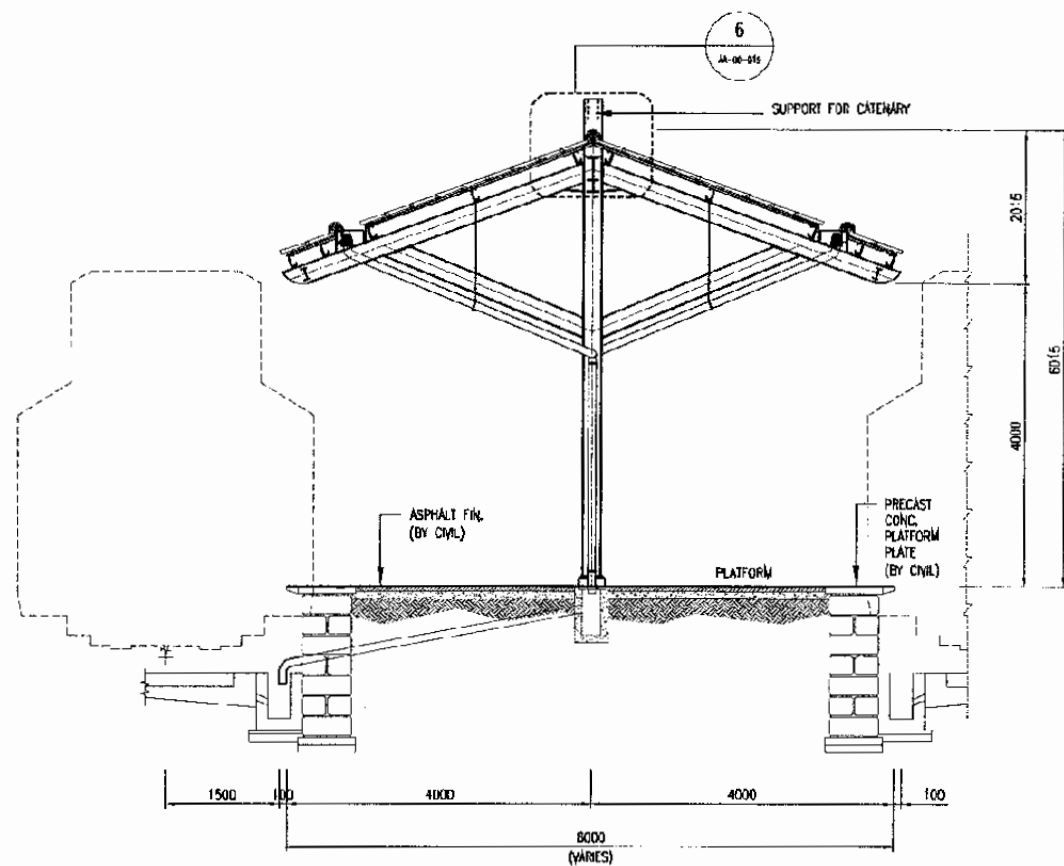 6
SUPPORT FOR CATENARY
2015
6015
4000
ASPHALT FIN.
(BY CIVIL)
PRECAST
CONC.
PLATFORM
PLATE
(BY CIVIL)
PLATFORM
1500
100
4000
4000
100
8000
(VARIES)